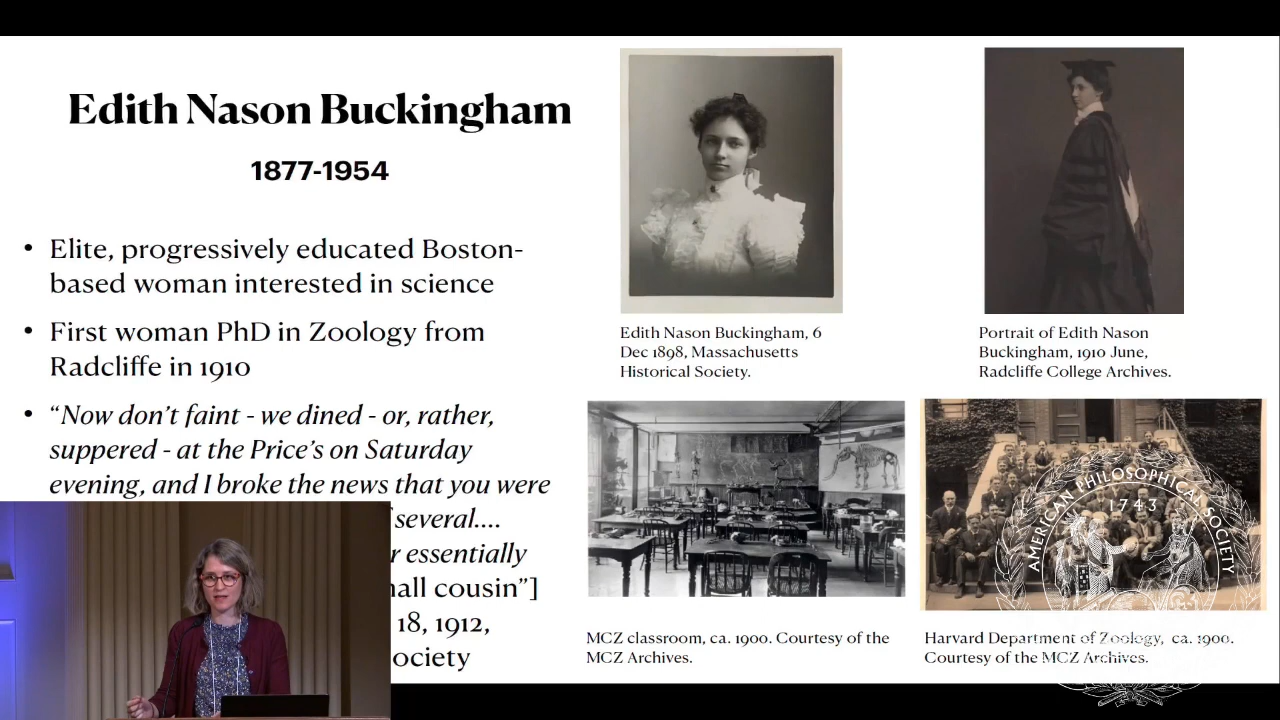 Edith Nason Buckingham
1877-1954
• Elite, progressively educated Boston-
based woman interested in science
• First woman PhD in Zoology from
Radcliffe in 1910
• “Now don’t faint - we dined - or, rather,
suppered - at the Price’s on Saturday
evening, and I broke the news that you were
several....
essentially
cousin”]
18, 1912,
Edith Nason Buckingham, 6
Dec 1898, Massachusetts
Historical Society.
Portrait of Edith Nason
Buckingham, 1910 June,
Radcliffe College Archives.
MCZ classroom, ca. 1900. Courtesy of the
MCZ Archives.
Harvard Department of Zoology, ca. 1900.
Courtesy of the MCZ Archives.
AMERICAN PHILOSOPHICAL SOCIETY
1743